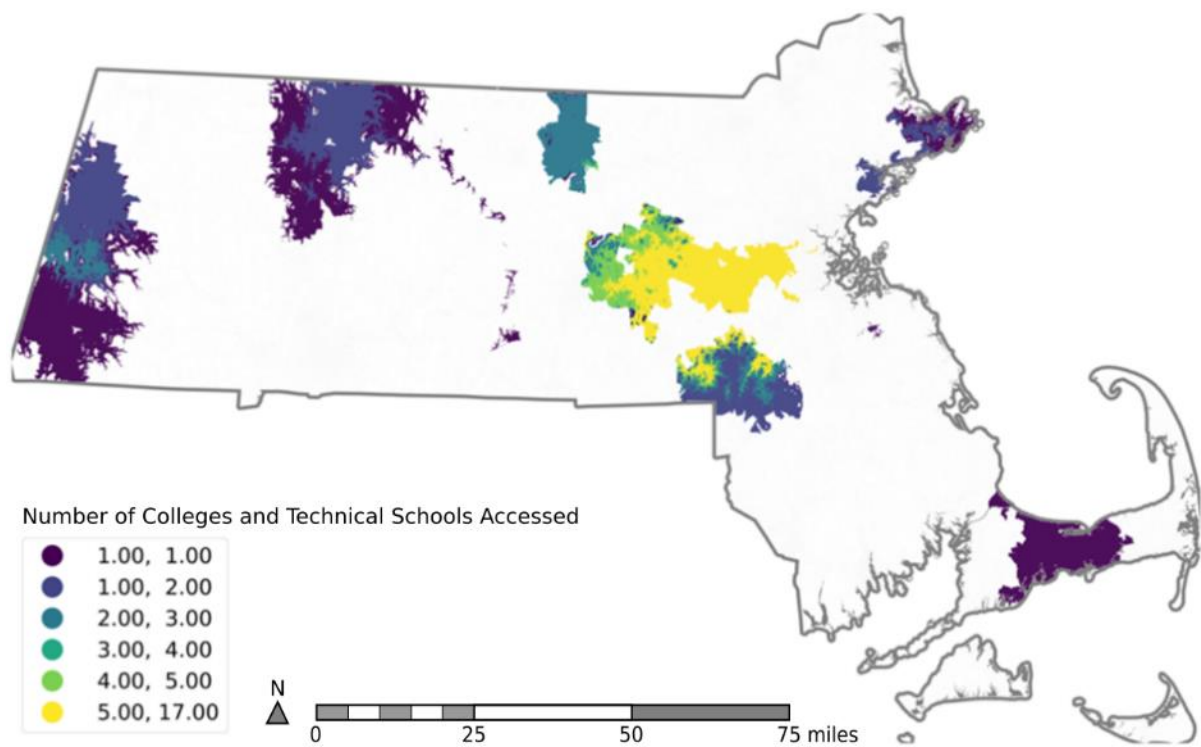 Number of Colleges and Technical Schools Accessed
1.00, 1.00
1.00, 2.00
2.00, 3.00
3.00, 4.00
4.00, 5.00
5.00, 17.00
N
0 25 50 75 miles